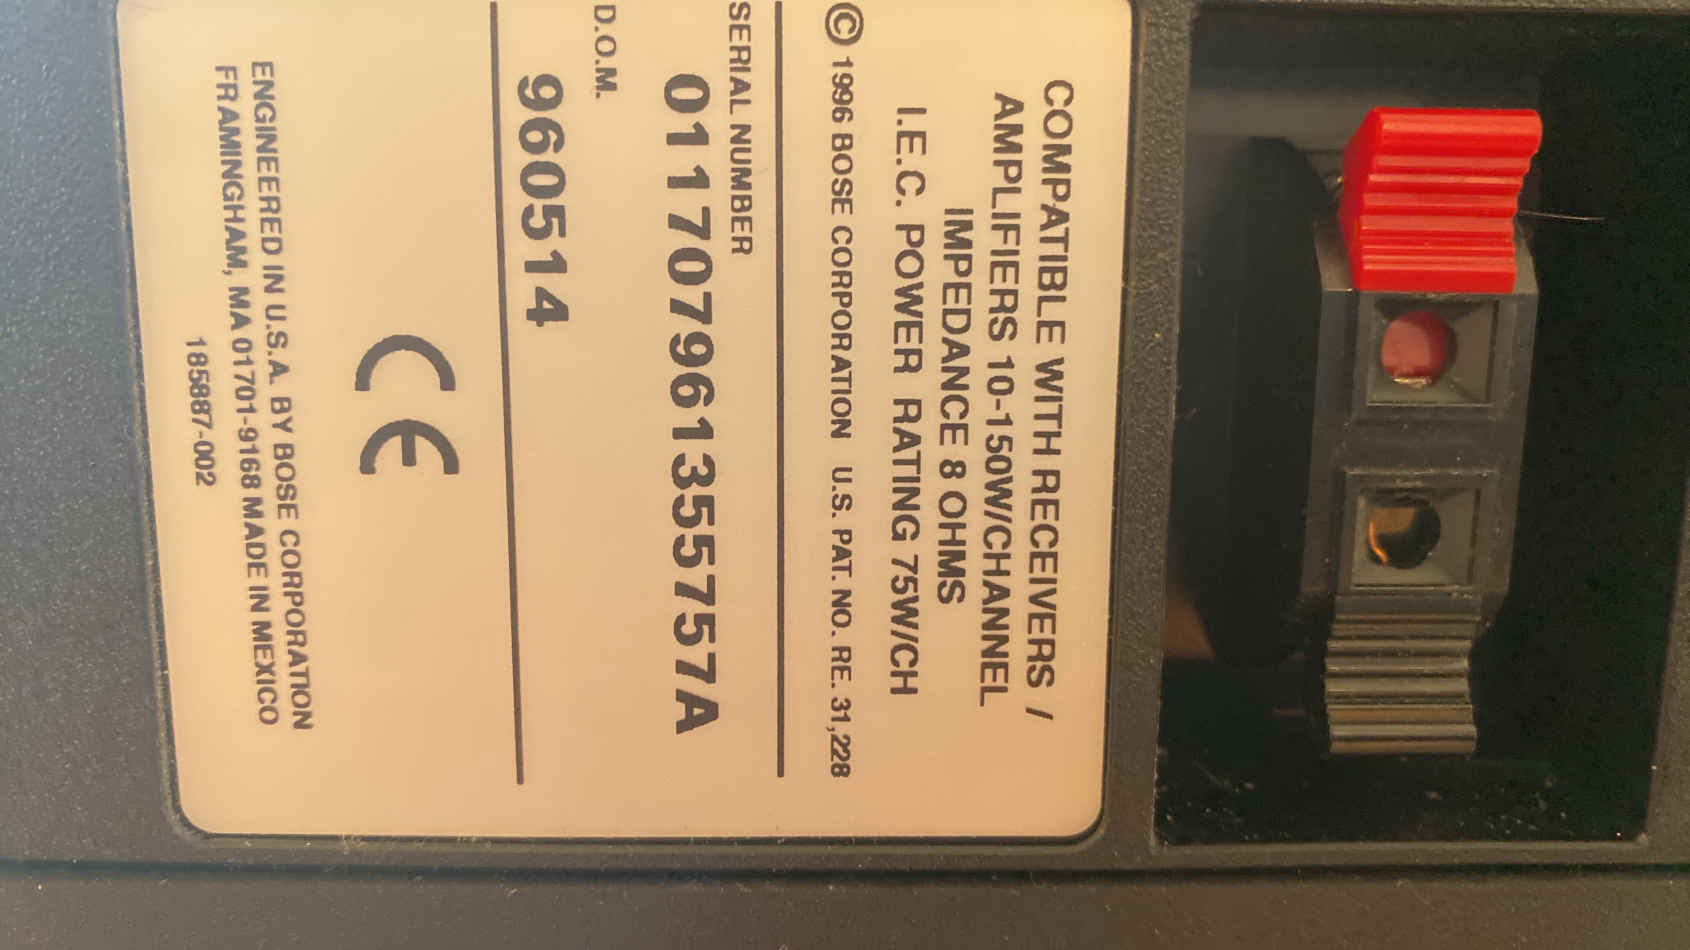 COMPATIBLE WITH RECEIVERS /
AMPLIFIERS 10-150W/CHANNEL
IMPEDANCE 8 OHMS
I.E.C. POWER RATING 75W/CH
© 1996 BOSE CORPORATION U.S. PAT. NO. RE. 31,228
SERIAL NUMBER
01170796135575​7A
D.O.M.
960514
CE
ENGINEERED IN U.S.A. BY BOSE CORPORATION
FRAMINGHAM, MA 01701-9168 MADE IN MEXICO
185887-002